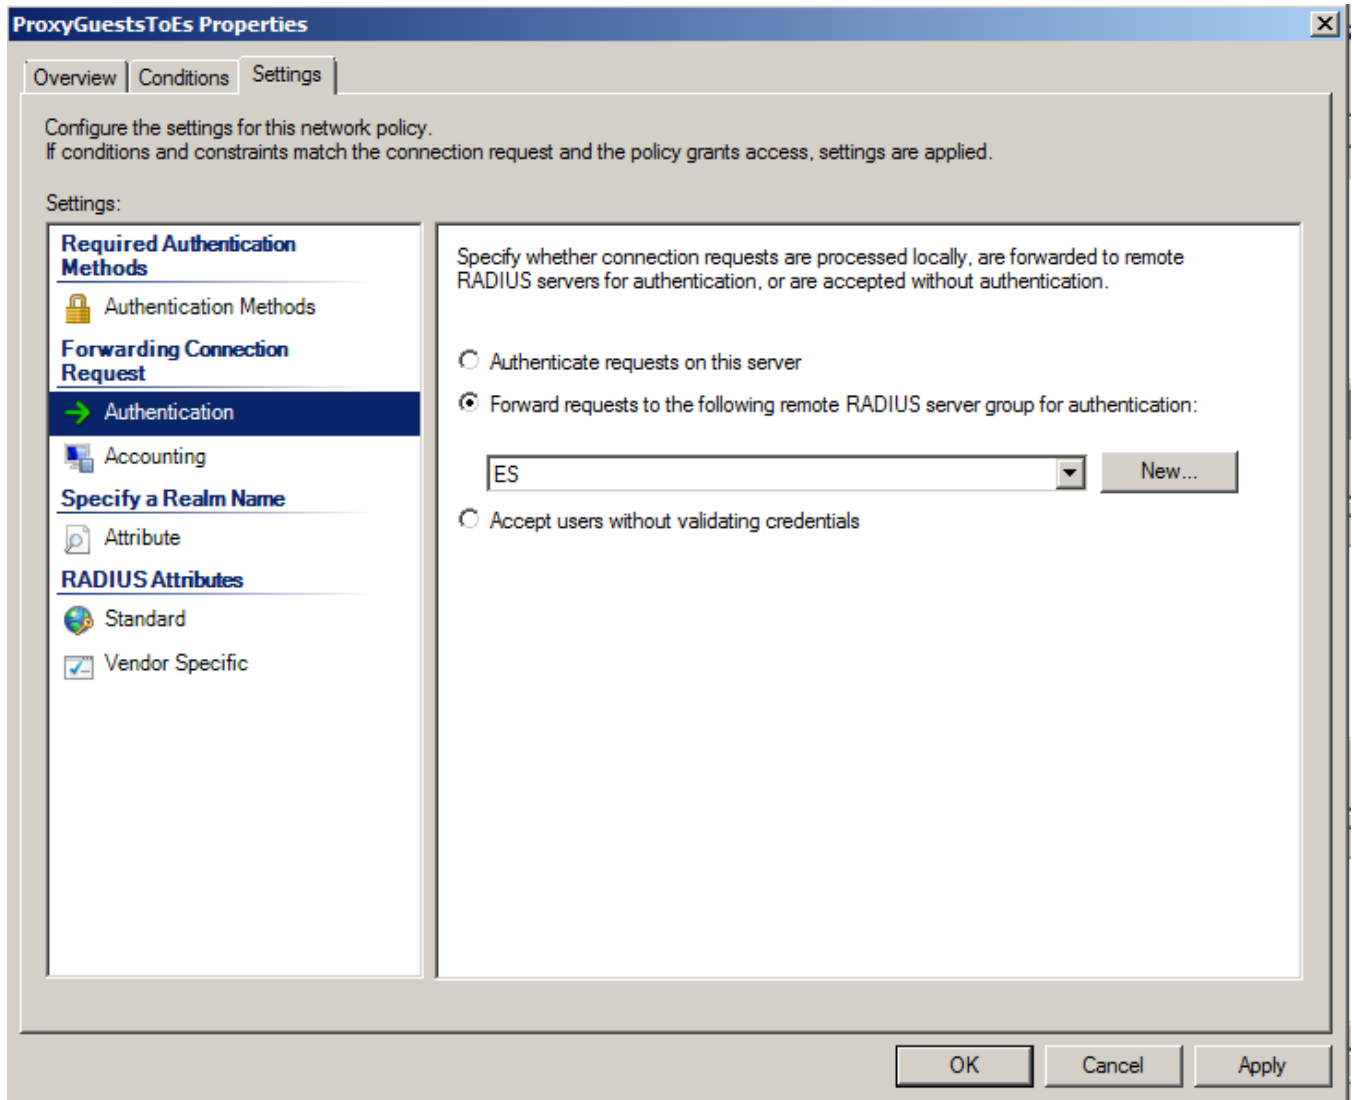 ProxyGuestsToEs Properties
Overview
Conditions
Settings
Configure the settings for this network policy.
If conditions and constraints match the connection request and the policy grants access, settings are applied.
Settings:
Required Authentication
Methods
Authentication Methods
Forwarding Connection
Request
Authentication
Accounting
Specify a Realm Name
Attribute
RADIUS Attributes
Standard
Vendor Specific
Specify whether connection requests are processed locally, are forwarded to remote
RADIUS servers for authentication, or are accepted without authentication.
Authenticate requests on this server
Forward requests to the following remote RADIUS server group for authentication:
ES
New...
Accept users without validating credentials
OK
Cancel
Apply